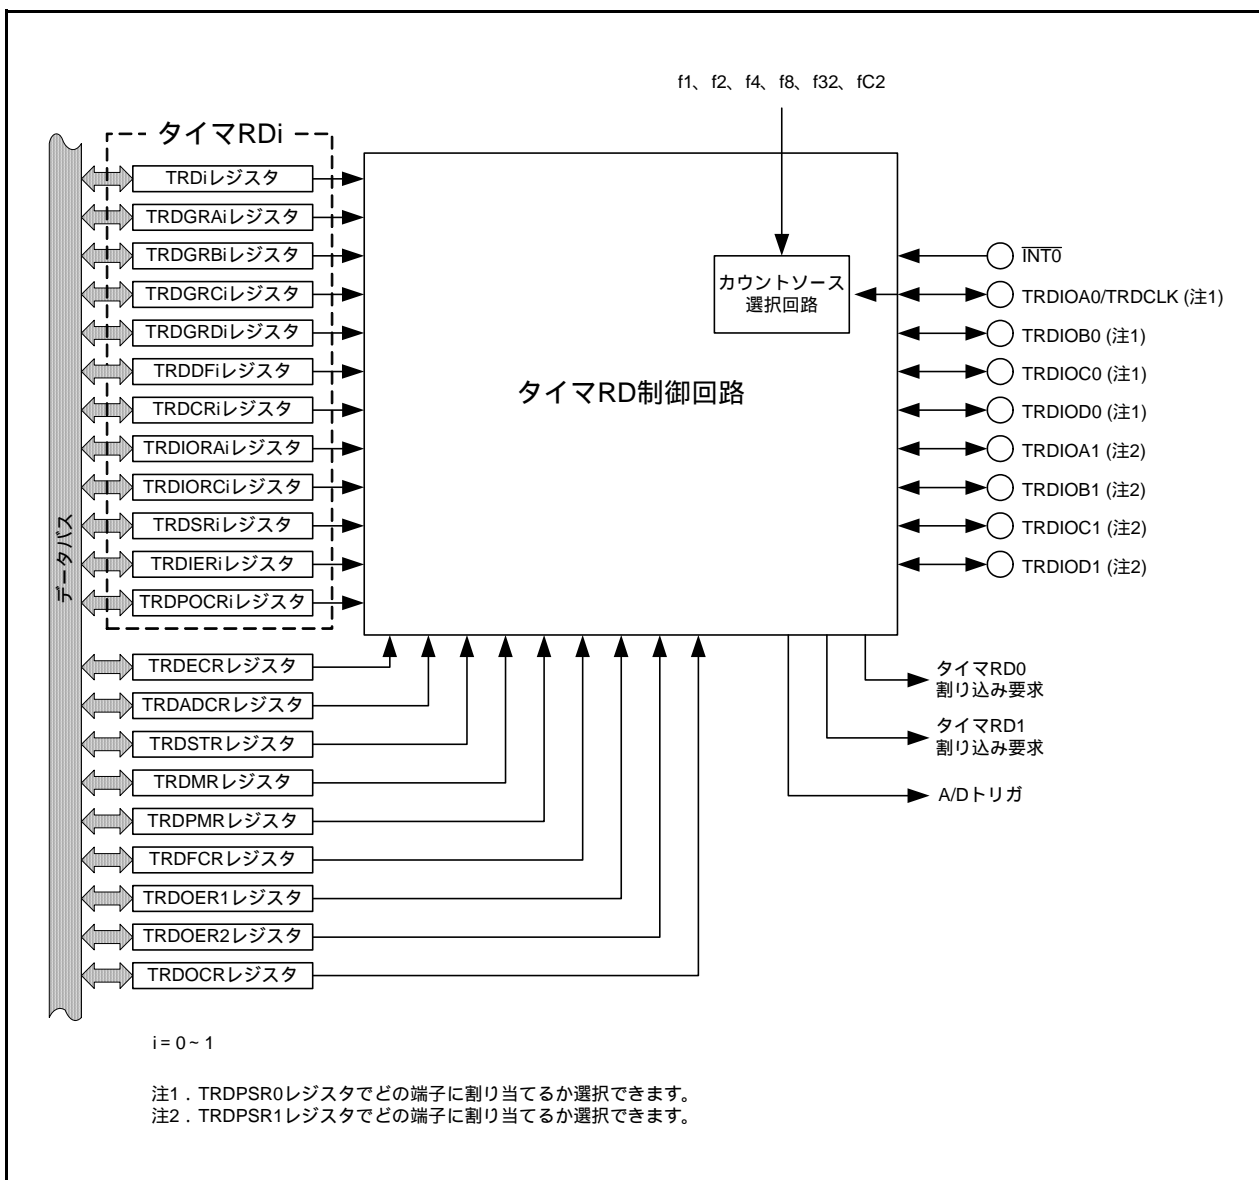 f1、f2、f4、f8、f32、fC2
タイマRDi
TRDiレジスタ
TRDGRAiレジスタ
TRDGRBiレジスタ
TRDGRCiレジスタ
TRDGRDiレジスタ
TRDDFiレジスタ
TRDCRiレジスタ
TRDIORAiレジスタ
TRDIORCiレジスタ
TRDSRiレジスタ
TRDIERiレジスタ
TRDPOCRiレジスタ
データバス
カウントソース
選択回路
タイマRD制御回路
INT0
TRDIOA0/TRDCLK (注1)
TRDIOB0 (注1)
TRDIOC0 (注1)
TRDIOD0 (注1)
TRDIOA1 (注2)
TRDIOB1 (注2)
TRDIOC1 (注2)
TRDIOD1 (注2)
TRDECRレジスタ
TRDADCRレジスタ
TRDSTRレジスタ
TRDMRレジスタ
TRDPMRレジスタ
TRDFCRレジスタ
TRDOER1レジスタ
TRDOER2レジスタ
TRDOCRレジスタ
タイマRD0
割り込み要求
タイマRD1
割り込み要求
A/Dトリガ
i = 0 ~ 1
注1．TRDPSR0レジスタでどの端子に割り当てるか選択できます。
注2．TRDPSR1レジスタでどの端子に割り当てるか選択できます。